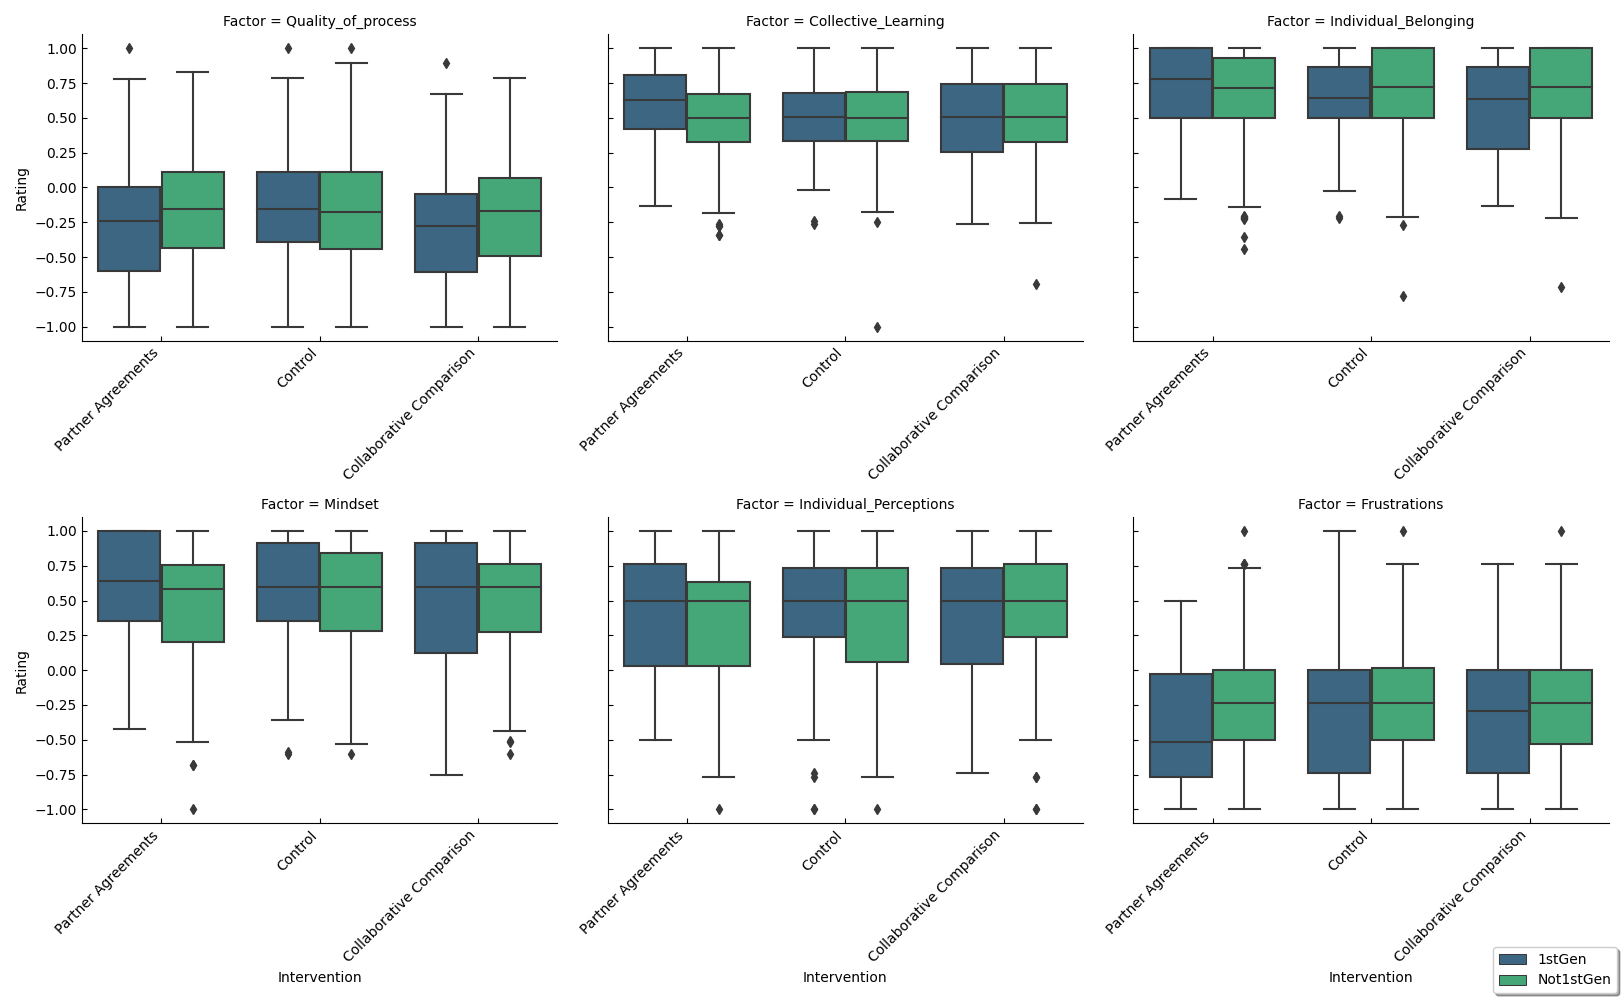 Factor = Quality_of_process
Factor = Collective_Learning
Factor = Individual_Belonging
Rating
1.00
0.75
0.50
0.25
0.00
−0.25
−0.50
−0.75
−1.00
Partner Agreements
Control
Collaborative Comparison
Partner Agreements
Control
Collaborative Comparison
Partner Agreements
Control
Collaborative Comparison
Factor = Mindset
Factor = Individual_Perceptions
Factor = Frustrations
Rating
1.00
0.75
0.50
0.25
0.00
−0.25
−0.50
−0.75
−1.00
Partner Agreements
Control
Collaborative Comparison
Partner Agreements
Control
Collaborative Comparison
Partner Agreements
Control
Collaborative Comparison
Intervention
Intervention
Intervention
1stGen
Not1stGen